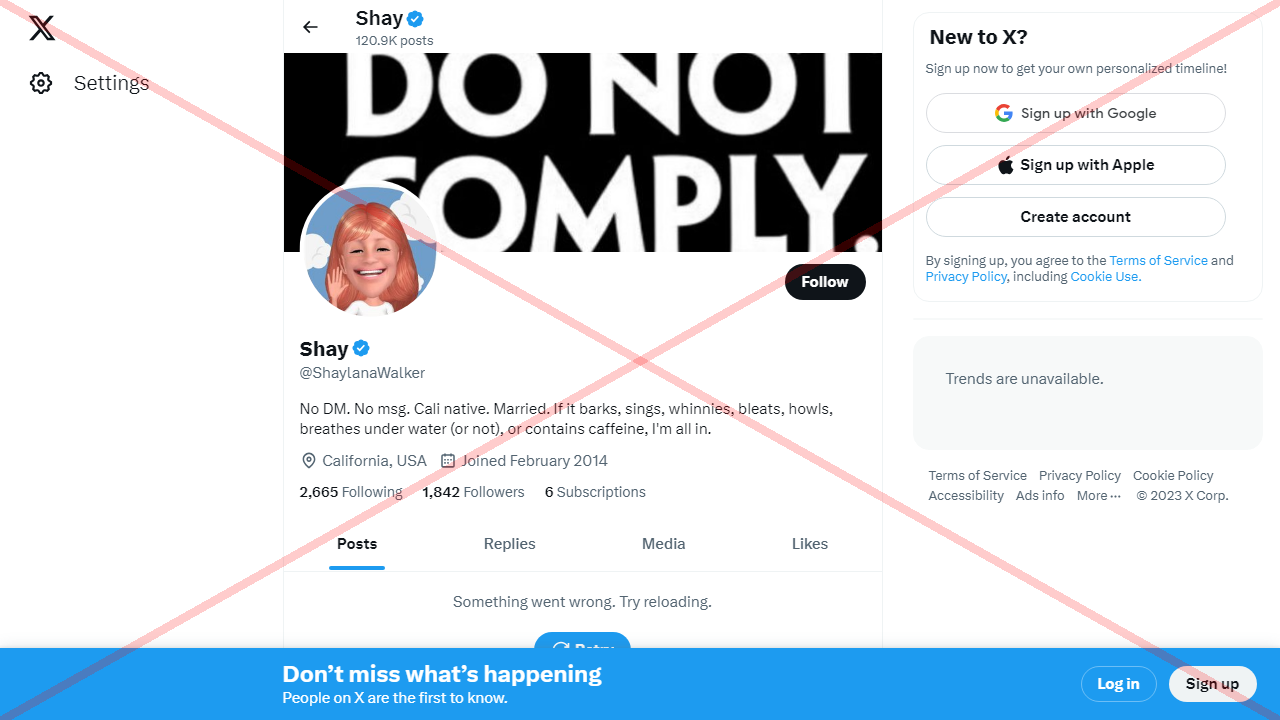 Settings
Shay
120.9K posts
DO NOT
COMPLY.
Follow
Shay
@ShaylanaWalker
No DM. No msg. Cali native. Married. If it barks, sings, whinnies, bleats, howls,
breathes under water (or not), or contains caffeine, I'm all in.
California, USA Joined February 2014
2,665 Following 1,842 Followers 6 Subscriptions
Posts Replies Media Likes
Something went wrong. Try reloading.
Retry
New to X?
Sign up now to get your own personalized timeline!
Sign up with Google
Sign up with Apple
Create account
By signing up, you agree to the Terms of Service and
Privacy Policy, including Cookie Use.
Trends are unavailable.
Terms of Service Privacy Policy Cookie Policy
Accessibility Ads info More ··· © 2023 X Corp.
Don’t miss what’s happening
People on X are the first to know.
Log in Sign up